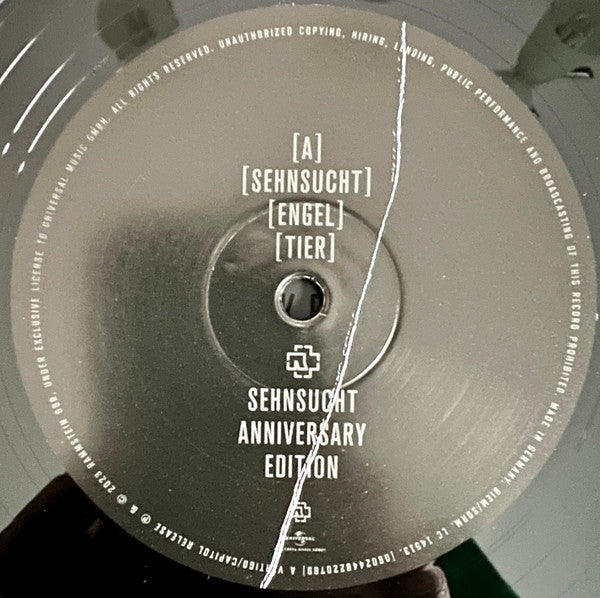 [A]
[SEHNSUCHT]
[ENGEL]
[TIER]
SEHNSUCHT
ANNIVERSARY
EDITION
UNIVERSAL
℗ & © 2023 RAMMSTEIN GBR, UNDER EXCLUSIVE LICENSE TO UNIVERSAL MUSIC GMBH. ALL RIGHTS RESERVED. UNAUTHORIZED COPYING, HIRING, LENDING, PUBLIC PERFORMANCE AND BROADCASTING OF THIS RECORD PROHIBITED. MADE IN GERMANY. BIEM/SDRM. LC 14513. [0602448220789] A VERTIGO/CAPITOL RELEASE